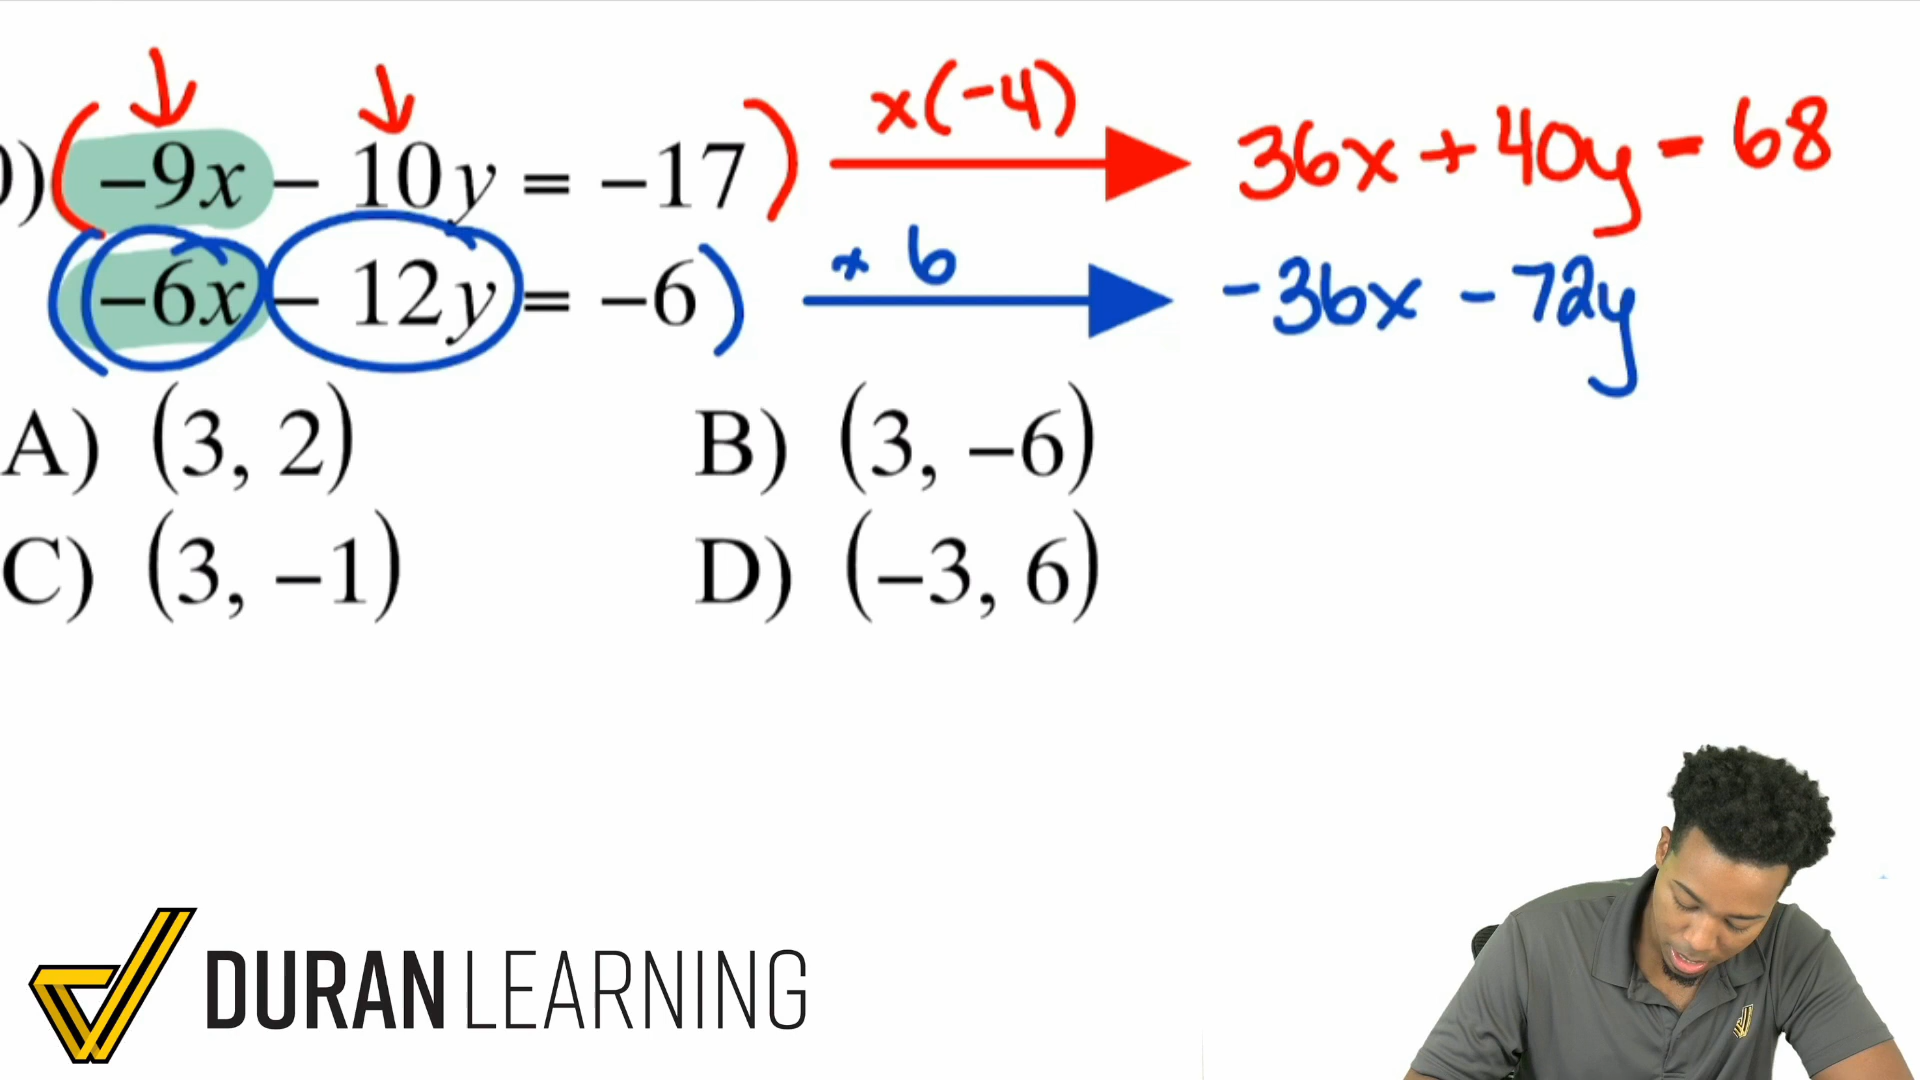 0) (-9x - 10y = -17) x(-4) 36x + 40y = 68
(-6x - 12y = -6) x 6 -36x - 72y
A) (3, 2) B) (3, -6)
C) (3, -1) D) (-3, 6)
DURAN LEARNING